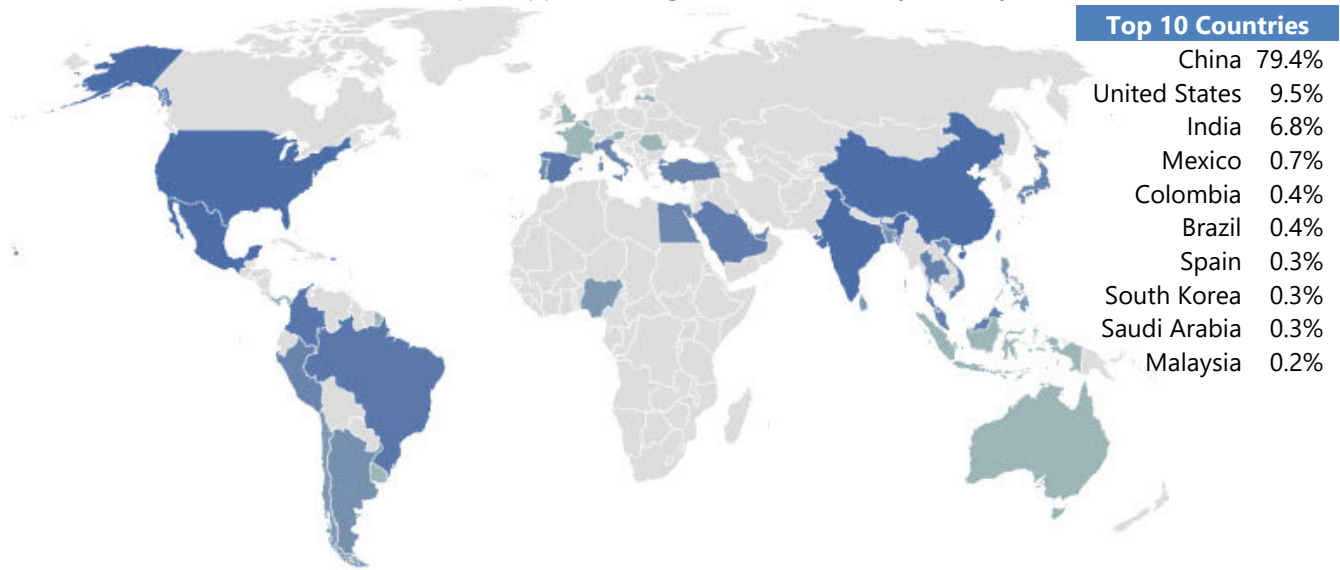 Top 10 Countries
China 79.4%
United States 9.5%
India 6.8%
Mexico 0.7%
Colombia 0.4%
Brazil 0.4%
Spain 0.3%
South Korea 0.3%
Saudi Arabia 0.3%
Malaysia 0.2%